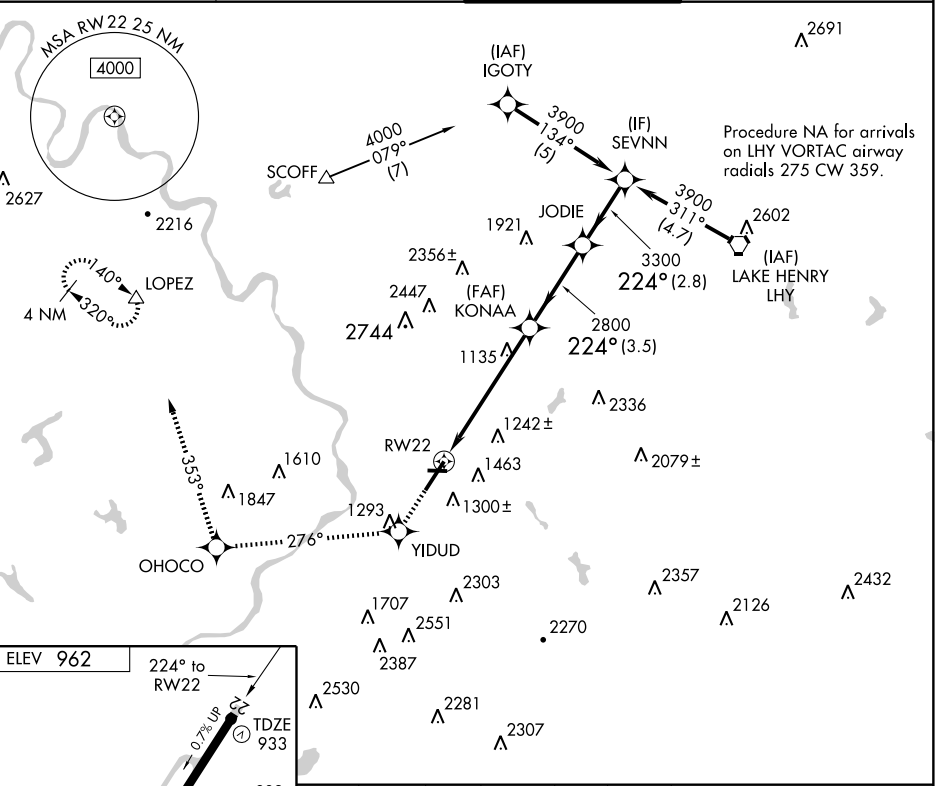 MSA RW22 25 NM
4000
2627
2216
4000
079°
(7)
SCOFF
(IAF)
IGOTY
3900
134°
(5)
(IF)
SEVNN
2691
Procedure NA for arrivals
on LHY VORTAC airway
radials 275 CW 359.
3900
311°
(4.7)
2602
(IAF)
LAKE HENRY
LHY
JODIE
1921
3300
224° (2.8)
2356±
2447
2744
(FAF)
KONAA
2800
224° (3.5)
1135
140°
LOPEZ
4 NM
320°
2336
1242±
2079±
RW22
1463
1300±
353°
1610
1847
1293
276°
YIDUD
OHOCO
2303
2357
2432
1707
2126
2551
2270
2387
2530
2281
2307
ELEV 962
224° to
RW22
22
0.7% UP
TDZE
933